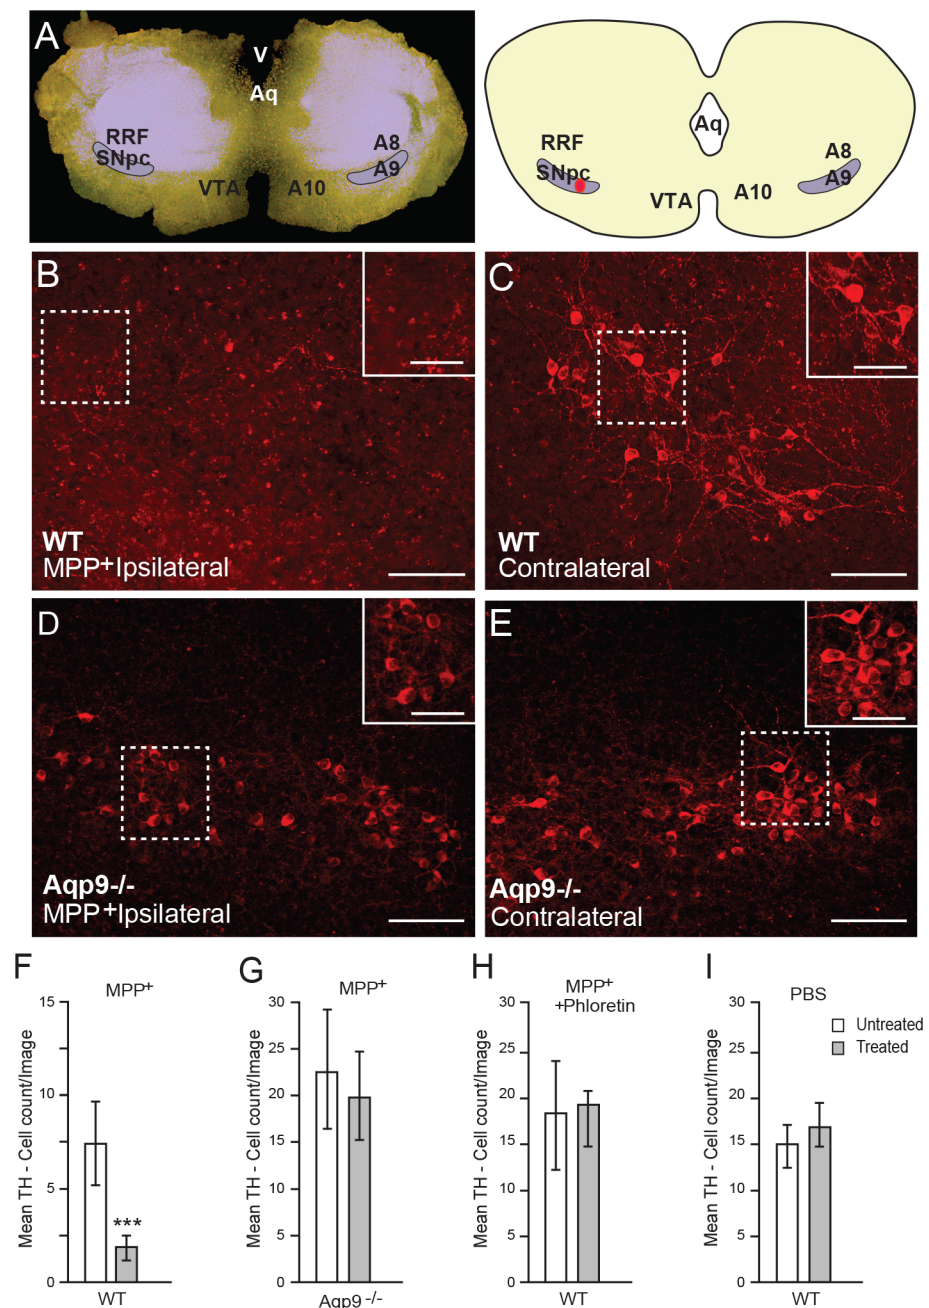 A
V
Aq
RRF
SNpc
A8
A9
VTA
A10
Aq
RRF
SNpc
A8
A9
VTA
A10
B
WT
MPP+Ipsilateral
C
WT
Contralateral
D
Aqp9-/-
MPP+Ipsilateral
E
Aqp9-/-
Contralateral
F
MPP+
Mean TH - Cell count/Image
15
10
5
0
***
WT
G
MPP+
Mean TH - Cell count/Image
30
25
20
15
10
5
0
Aqp9 -/-
H
MPP+
+Phloretin
Mean TH - Cell count/Image
30
25
20
15
10
5
0
WT
I
PBS
Mean TH - Cell count/Image
30
25
20
15
10
5
0
WT
Untreated
Treated